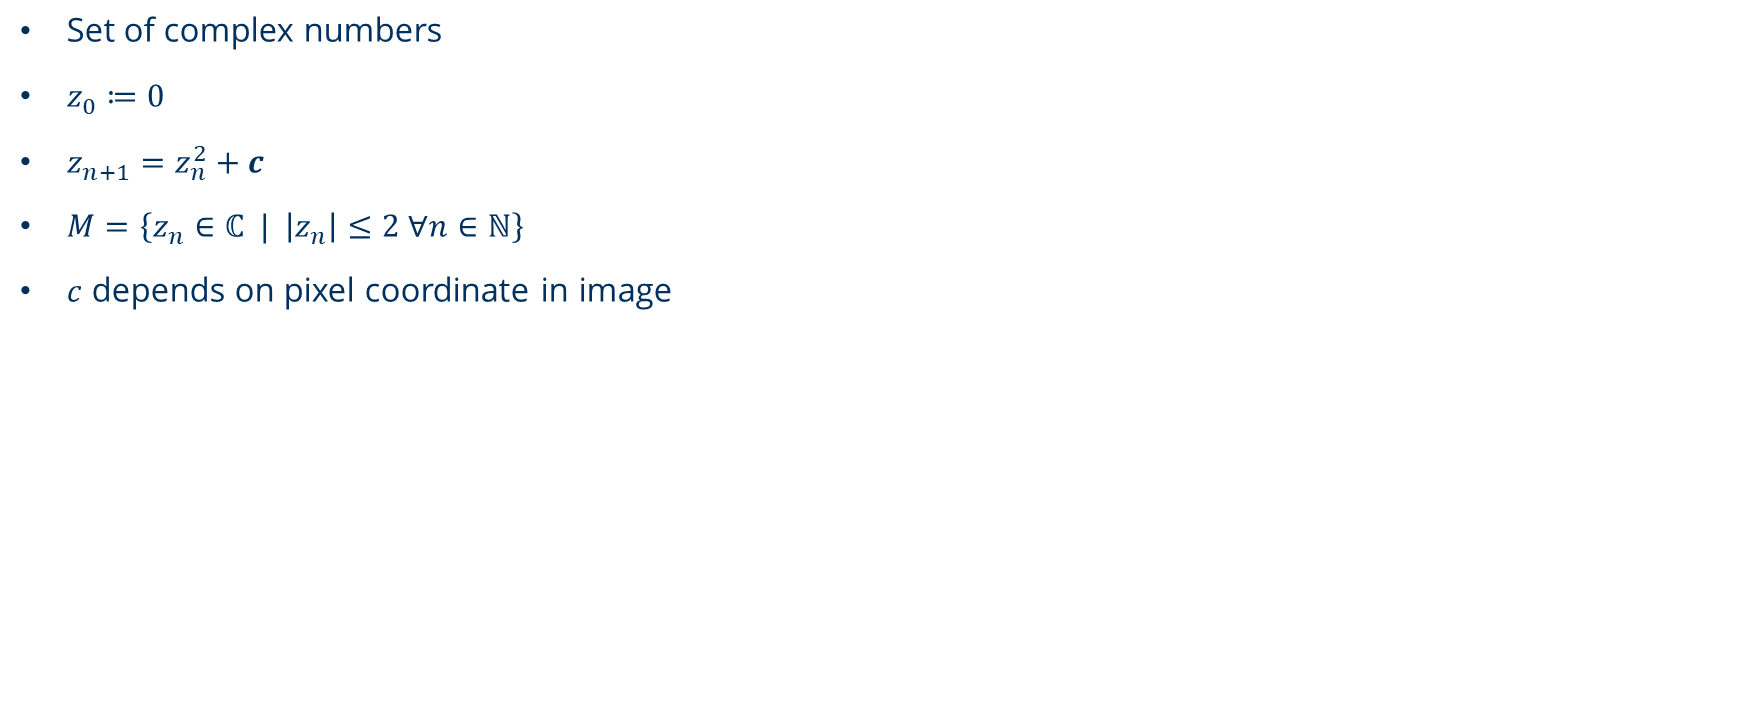 • Set of complex numbers
• z₀ ≔ 0
• zₙ₊₁ = zₙ² + c
• M = {zₙ ∈ ℂ | |zₙ| ≤ 2 ∀n ∈ ℕ}
• c depends on pixel coordinate in image